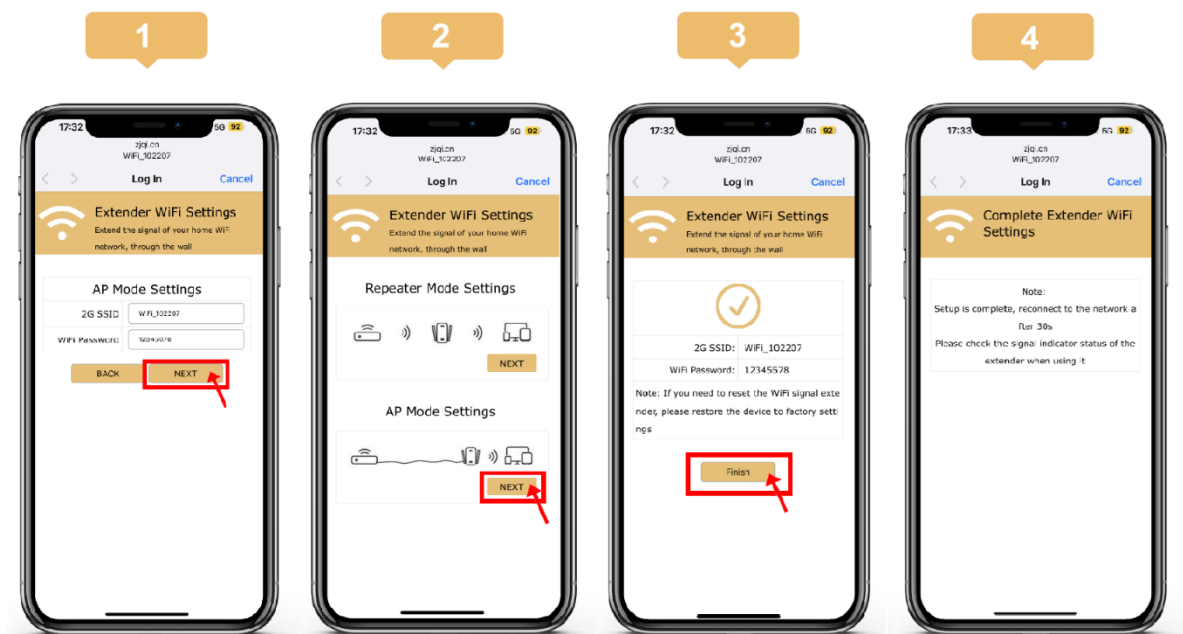 1
2
3
4
17:32
5G 92
zjqi.cn
WiFi_102207
Log In
Cancel
Extender WiFi Settings
Extend the signal of your home WiFi
network, through the wall
AP Mode Settings
2G SSID
WiFi_102207
WiFi Password
12345678
BACK
NEXT
17:32
5G 92
zjqi.cn
WiFi_102207
Log In
Cancel
Extender WiFi Settings
Extend the signal of your home WiFi
network, through the wall
Repeater Mode Settings
NEXT
AP Mode Settings
NEXT
17:32
5G 92
zjqi.cn
WiFi_102207
Log In
Cancel
Extender WiFi Settings
Extend the signal of your home WiFi
network, through the wall
2G SSID: WiFi_102207
WiFi Password: 12345678
Note: If you need to reset the WiFi signal exte
nder, please restore the device to factory setti
ngs
Finish
17:33
5G 92
zjqi.cn
WiFi_102207
Log In
Cancel
Complete Extender WiFi
Settings
Note:
Setup is complete, reconnect to the network a
fter 30s
Please check the signal indicator status of the
extender when using it